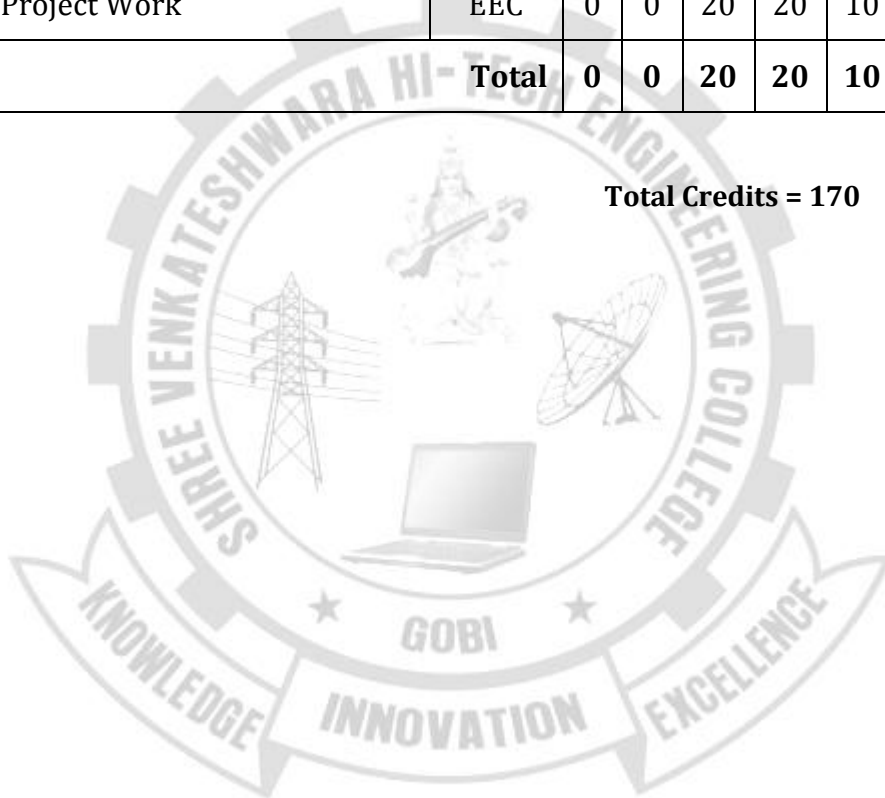 Project Work EEC 0 0 20 20 10
Total 0 0 20 20 10
Total Credits = 170
SHREE VENKATESHWARA HI-TECH ENGINEERING COLLEGE
GOBI
KNOWLEDGE INNOVATION EXCELLENCE